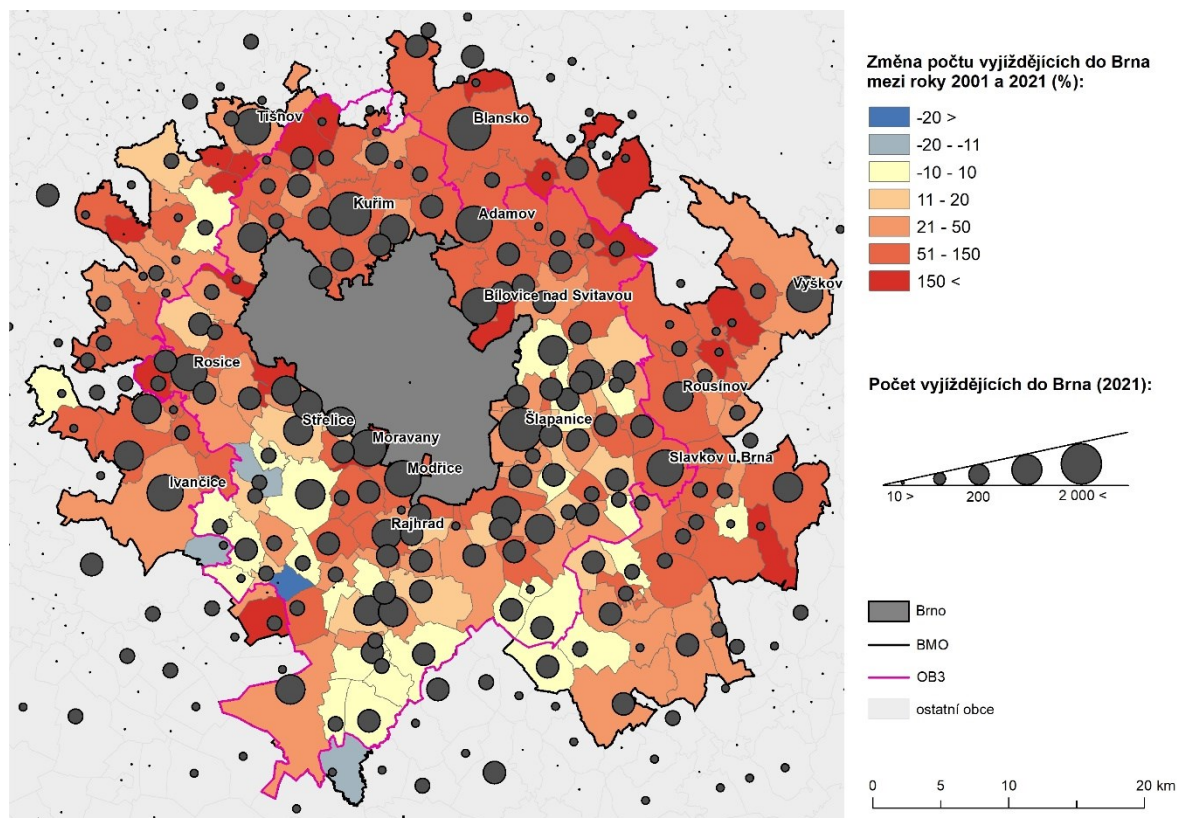 Tišnov
Blansko
Kuřim
Adamov
Bílovice nad Svitavou
Vyškov
Rosice
Rousínov
Střelice
Šlapanice
Moravany
Modřice
Slavkov u Brna
Ivančice
Rajhrad
Změna počtu vyjíždějících do Brna
mezi roky 2001 a 2021 (%):
-20 >
-20 - -11
-10 - 10
11 - 20
21 - 50
51 - 150
150 <
Počet vyjíždějících do Brna (2021):
10 >
200
2 000 <
Brno
BMO
OB3
ostatní obce
0
5
10
20 km